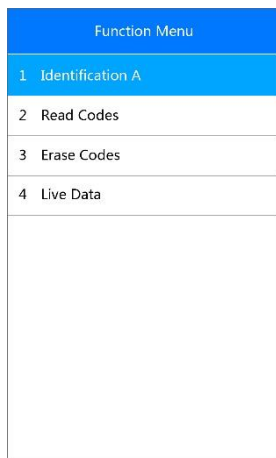 Function Menu
1 Identification A
2 Read Codes
3 Erase Codes
4 Live Data